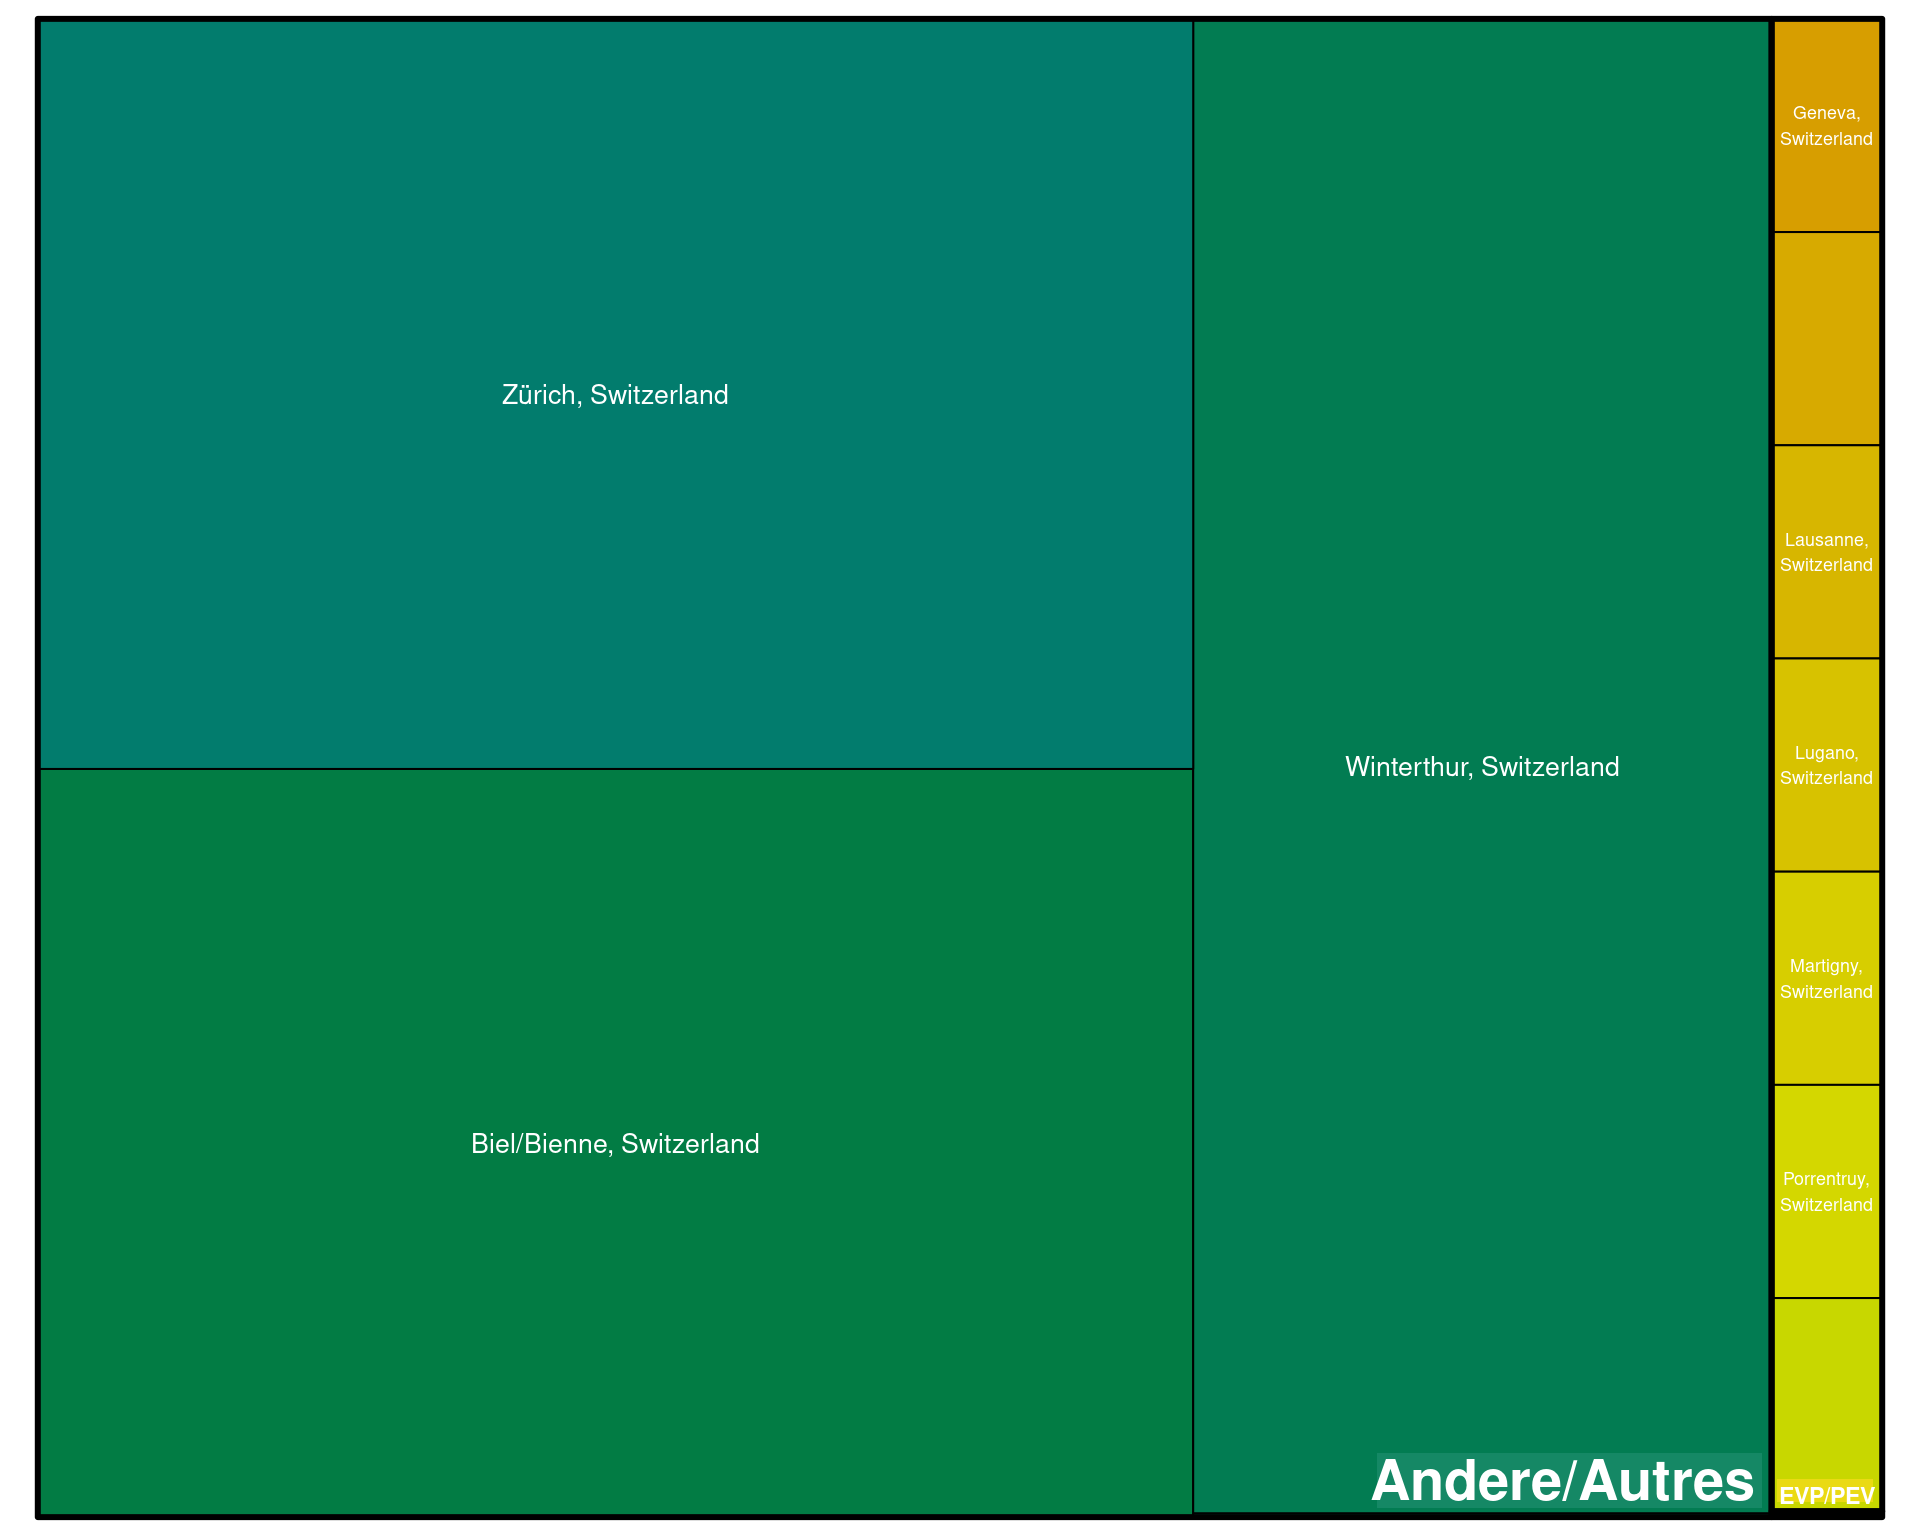 Zürich, Switzerland
Biel/Bienne, Switzerland
Winterthur, Switzerland
Andere/Autres
Geneva,
Switzerland
Lausanne,
Switzerland
Lugano,
Switzerland
Martigny,
Switzerland
Porrentruy,
Switzerland
EVP/PEV